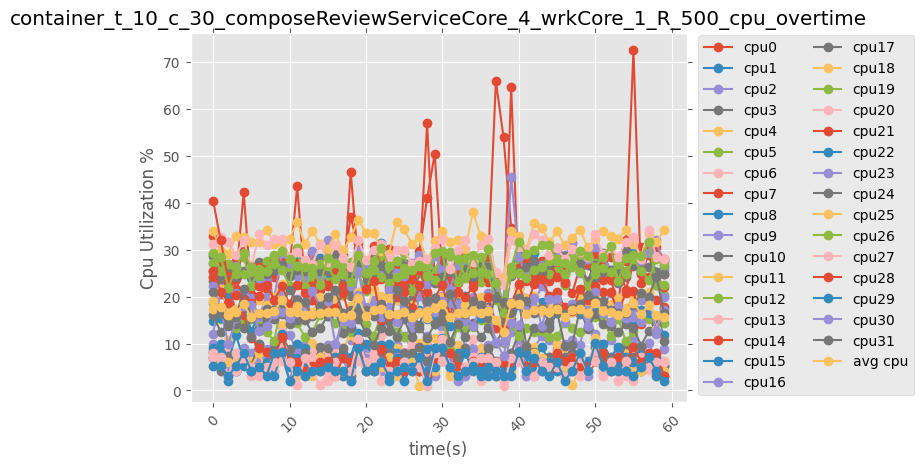 container_t_10_c_30_composeReviewServiceCore_4_wrkCore_1_R_500_cpu_overtime
Cpu Utilization %
70
60
50
40
30
20
10
0
0
10
20
30
40
50
60
time(s)
cpu0
cpu1
cpu2
cpu3
cpu4
cpu5
cpu6
cpu7
cpu8
cpu9
cpu10
cpu11
cpu12
cpu13
cpu14
cpu15
cpu16
cpu17
cpu18
cpu19
cpu20
cpu21
cpu22
cpu23
cpu24
cpu25
cpu26
cpu27
cpu28
cpu29
cpu30
cpu31
avg cpu